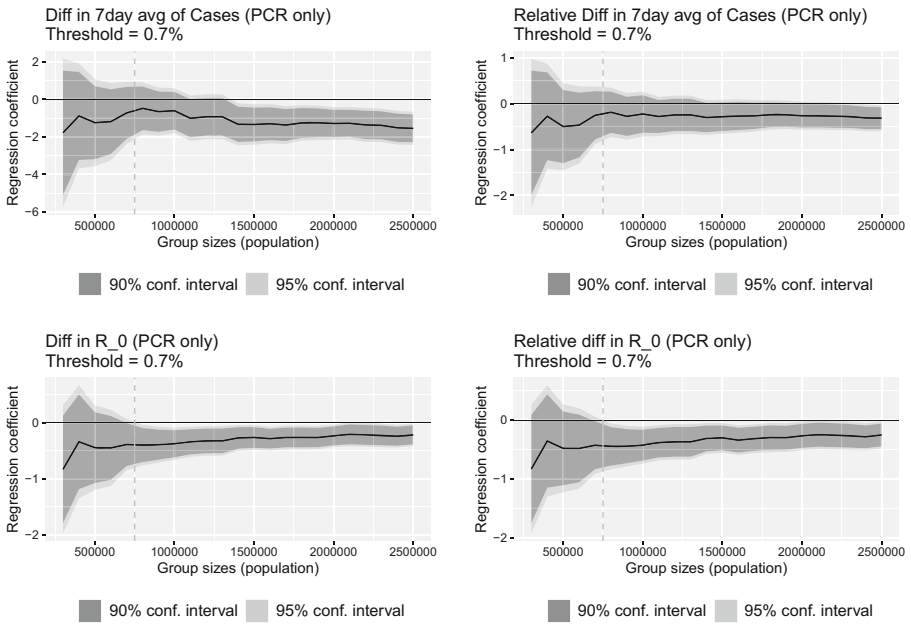 Diff in 7day avg of Cases (PCR only)
Threshold = 0.7%
Regression coefficient
2
0
−2
−4
−6
500000 1000000 1500000 2000000 2500000
Group sizes (population)
90% conf. interval 95% conf. interval
Relative Diff in 7day avg of Cases (PCR only)
Threshold = 0.7%
Regression coefficient
1
0
−1
−2
500000 1000000 1500000 2000000 2500000
Group sizes (population)
90% conf. interval 95% conf. interval
Diff in R_0 (PCR only)
Threshold = 0.7%
Regression coefficient
0
−1
−2
500000 1000000 1500000 2000000 2500000
Group sizes (population)
90% conf. interval 95% conf. interval
Relative diff in R_0 (PCR only)
Threshold = 0.7%
Regression coefficient
0
−1
−2
500000 1000000 1500000 2000000 2500000
Group sizes (population)
90% conf. interval 95% conf. interval